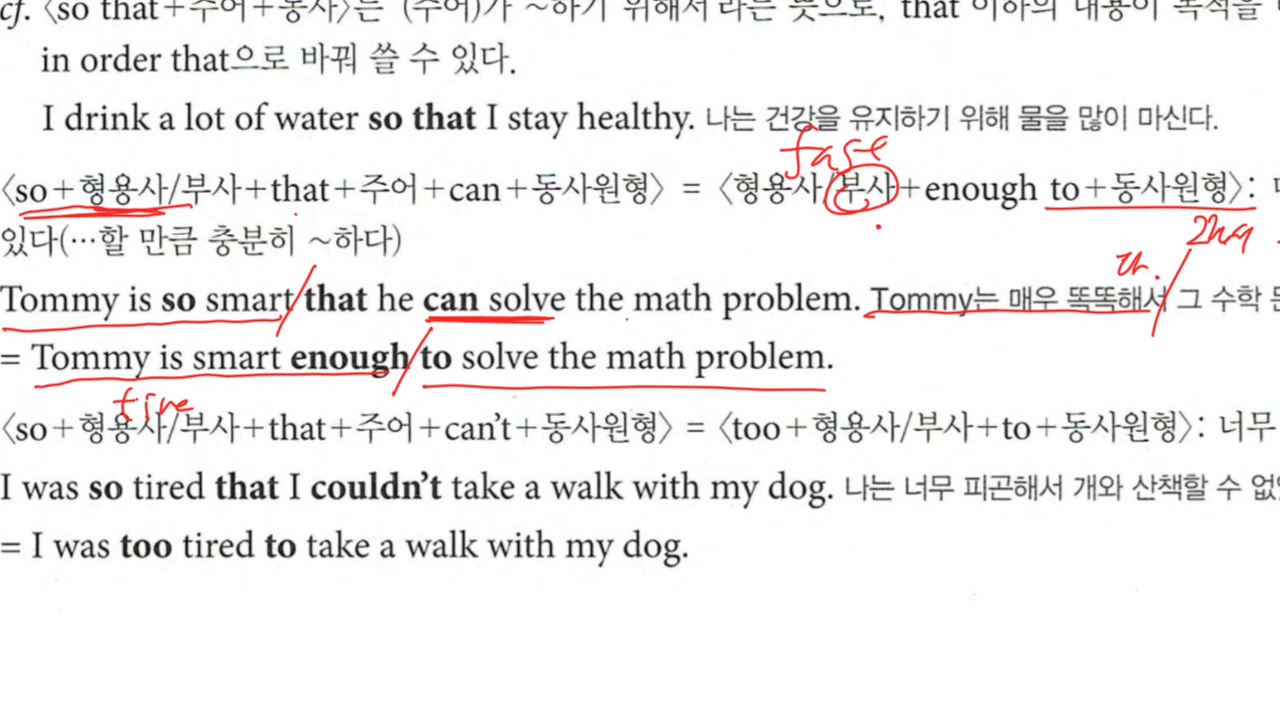 cf. 〈so that+주어+동사〉는 '(주어)가 ~하기 위해서'라는 뜻으로, that 이하의 내용이 목적을
in order that으로 바꿔 쓸 수 있다.
I drink a lot of water so that I stay healthy. 나는 건강을 유지하기 위해 물을 많이 마신다.
〈so+형용사/부사+that+주어+can+동사원형〉 = 〈형용사/부사+enough to+동사원형〉:
있다(…할 만큼 충분히 ~하다)
Tommy is so smart that he can solve the math problem. Tommy는 매우 똑똑해서 그 수학
= Tommy is smart enough to solve the math problem.
〈so+형용사/부사+that+주어+can't+동사원형〉 = 〈too+형용사/부사+to+동사원형〉: 너무
I was so tired that I couldn't take a walk with my dog. 나는 너무 피곤해서 개와 산책할 수 없
= I was too tired to take a walk with my dog.